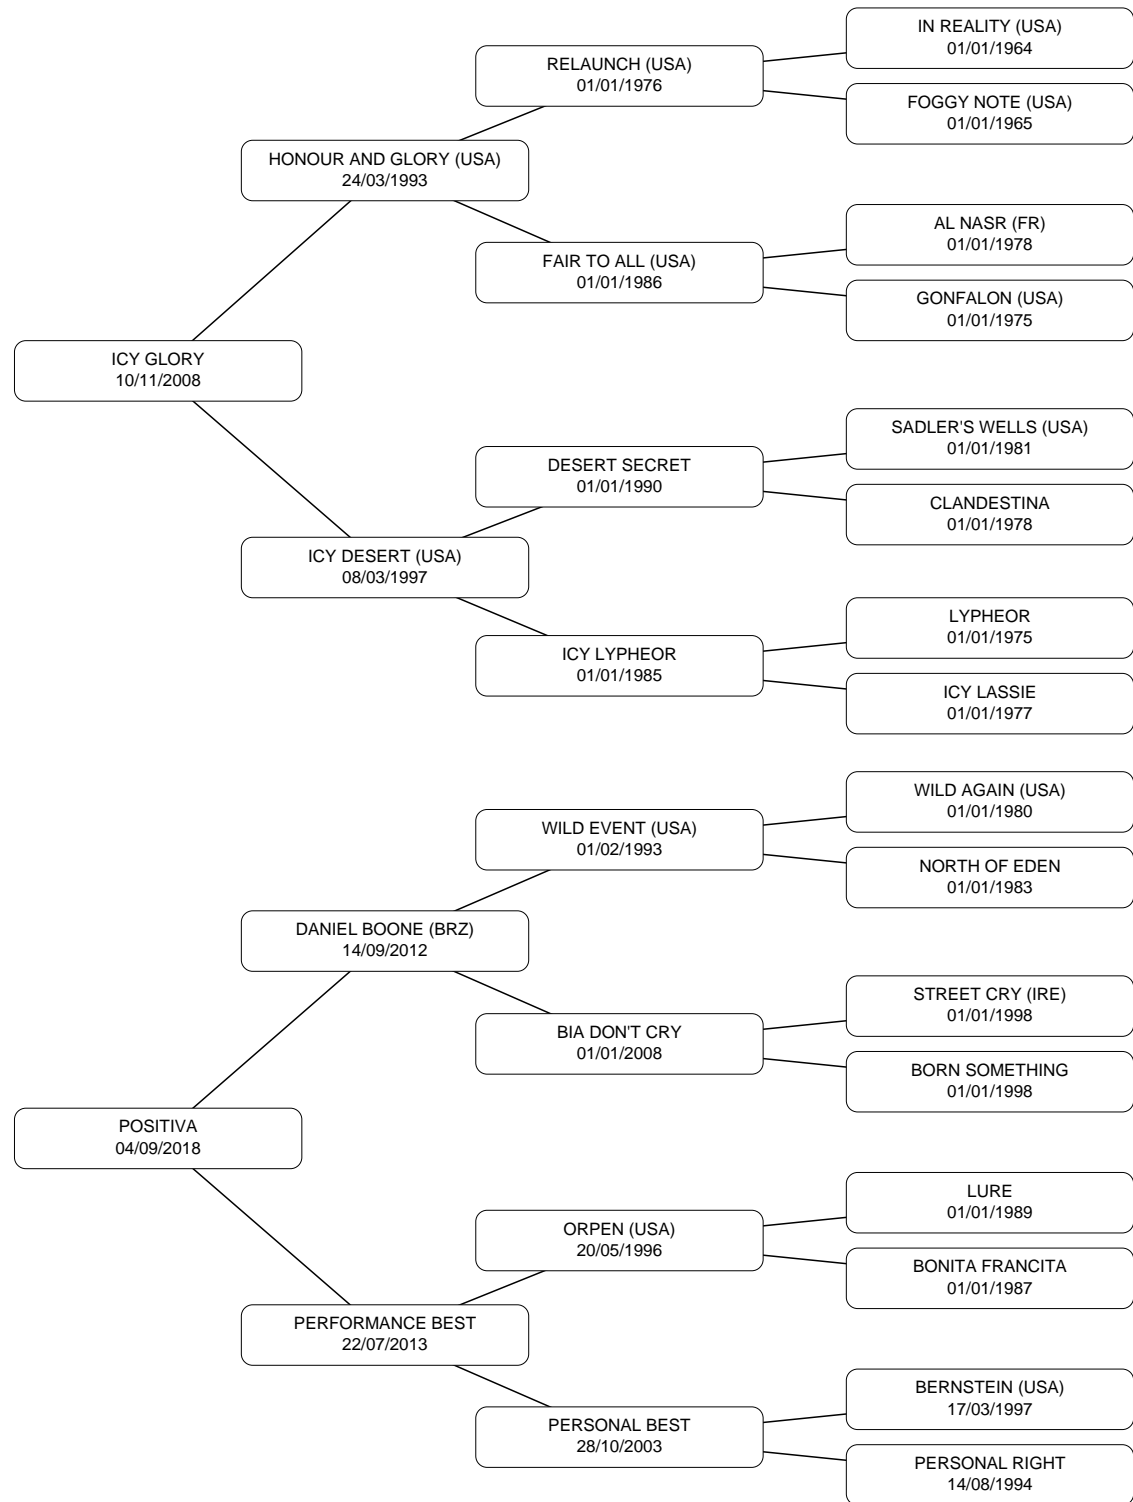 IN REALITY (USA)
01/01/1964
RELAUNCH (USA)
01/01/1976
FOGGY NOTE (USA)
01/01/1965
HONOUR AND GLORY (USA)
24/03/1993
AL NASR (FR)
01/01/1978
FAIR TO ALL (USA)
01/01/1986
GONFALON (USA)
01/01/1975
ICY GLORY
10/11/2008
SADLER'S WELLS (USA)
01/01/1981
DESERT SECRET
01/01/1990
CLANDESTINA
01/01/1978
ICY DESERT (USA)
08/03/1997
LYPHEOR
01/01/1975
ICY LYPHEOR
01/01/1985
ICY LASSIE
01/01/1977
WILD AGAIN (USA)
01/01/1980
WILD EVENT (USA)
01/02/1993
NORTH OF EDEN
01/01/1983
DANIEL BOONE (BRZ)
14/09/2012
STREET CRY (IRE)
01/01/1998
BIA DON'T CRY
01/01/2008
BORN SOMETHING
01/01/1998
POSITIVA
04/09/2018
LURE
01/01/1989
ORPEN (USA)
20/05/1996
BONITA FRANCITA
01/01/1987
PERFORMANCE BEST
22/07/2013
BERNSTEIN (USA)
17/03/1997
PERSONAL BEST
28/10/2003
PERSONAL RIGHT
14/08/1994